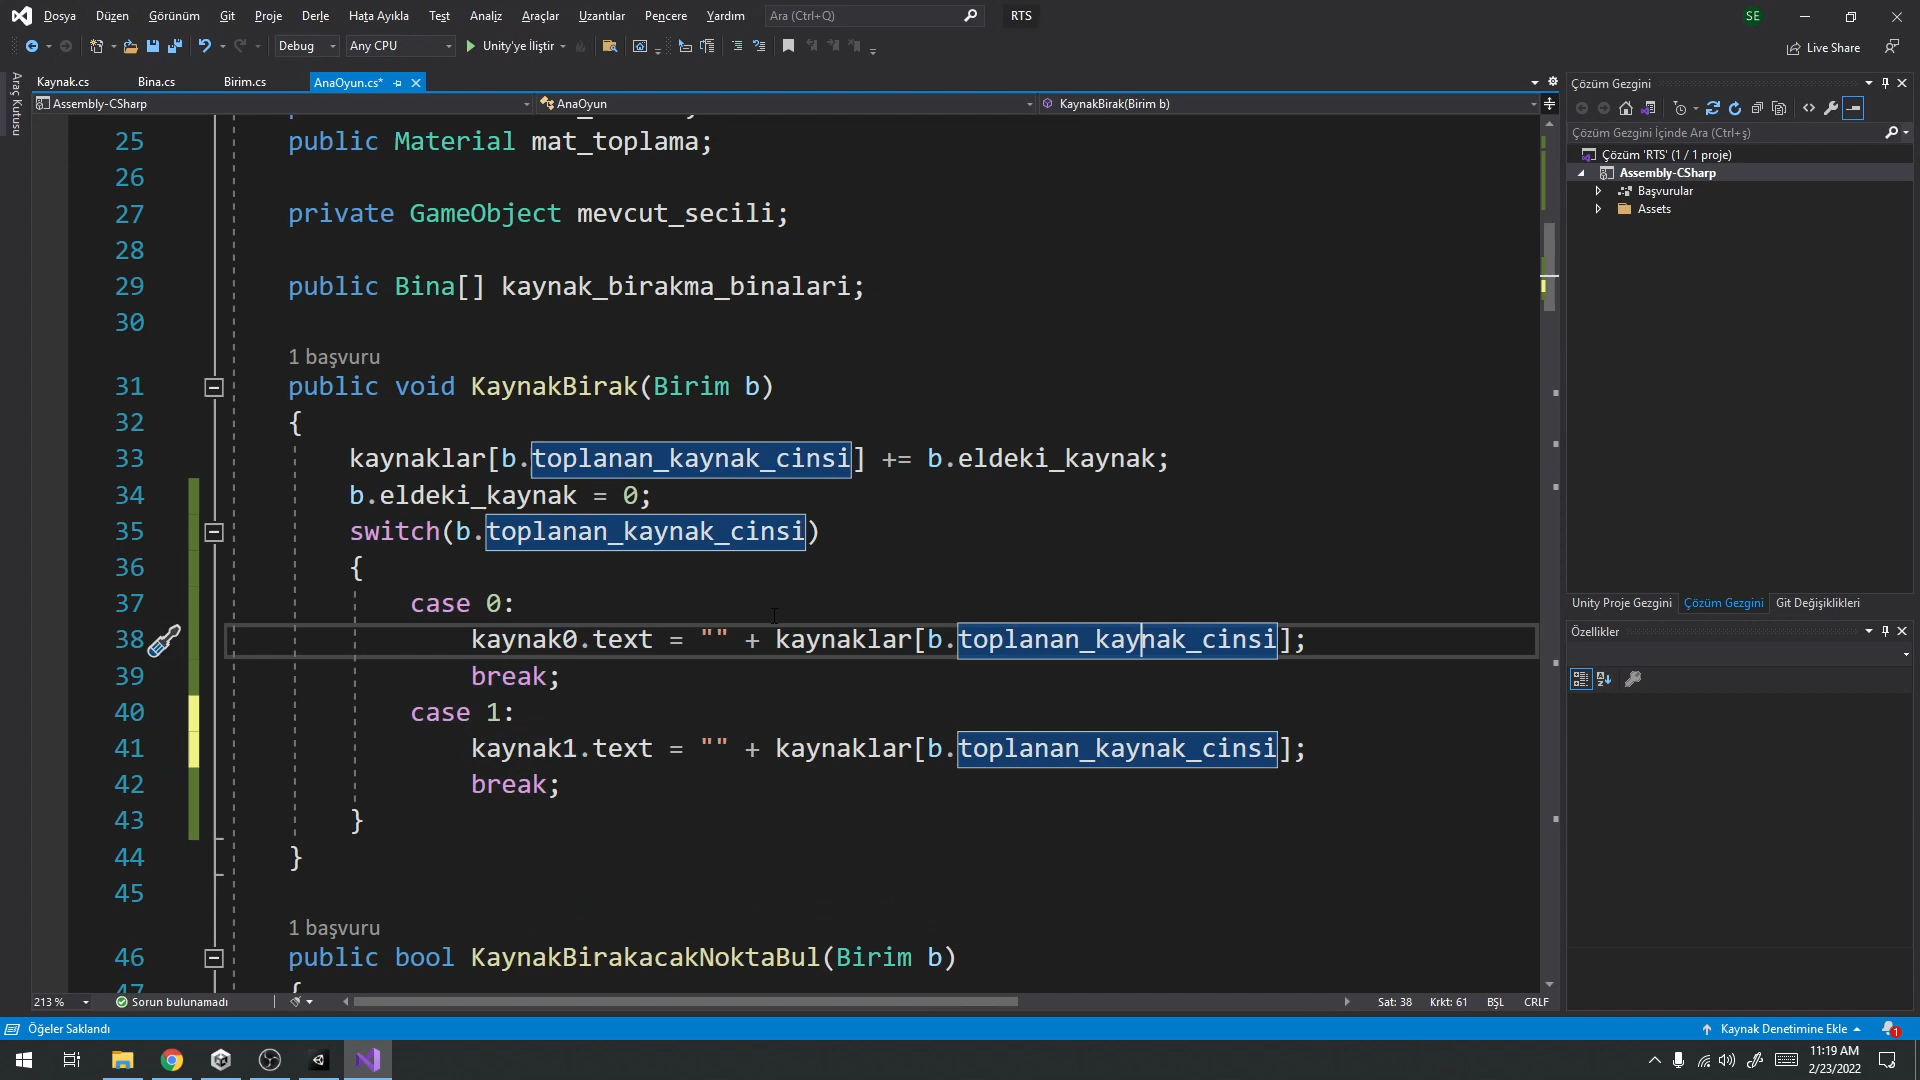 Dosya Düzen Görünüm Git Proje Derle Hata Ayıkla Test Analiz Araçlar Uzantılar Pencere Yardım Ara (Ctrl+Q) RTS SE
Debug Any CPU Unity'ye İliştir Live Share
Araç Kutusu
Kaynak.cs Bina.cs Birim.cs AnaOyun.cs*
Assembly-CSharp AnaOyun KaynakBirak(Birim b)
25 public Material mat_toplama;
26
27 private GameObject mevcut_secili;
28
29 public Bina[] kaynak_birakma_binalari;
30
1 başvuru
31 public void KaynakBirak(Birim b)
32 {
33 kaynaklar[b.toplanan_kaynak_cinsi] += b.eldeki_kaynak;
34 b.eldeki_kaynak = 0;
35 switch(b.toplanan_kaynak_cinsi)
36 {
37 case 0:
38 kaynak0.text = "" + kaynaklar[b.toplanan_kaynak_cinsi];
39 break;
40 case 1:
41 kaynak1.text = "" + kaynaklar[b.toplanan_kaynak_cinsi];
42 break;
43 }
44 }
45
1 başvuru
46 public bool KaynakBirakacakNoktaBul(Birim b)
47 {
213 % Sorun bulunamadı Sat: 38 Krkt: 61 BŞL CRLF
Çözüm Gezgini
Çözüm Gezgini İçinde Ara (Ctrl+ş)
Çözüm 'RTS' (1 / 1 proje)
Assembly-CSharp
Başvurular
Assets
Unity Proje Gezgini Çözüm Gezgini Git Değişiklikleri
Özellikler
Öğeler Saklandı Kaynak Denetimine Ekle 1
11:19 AM
2/23/2022